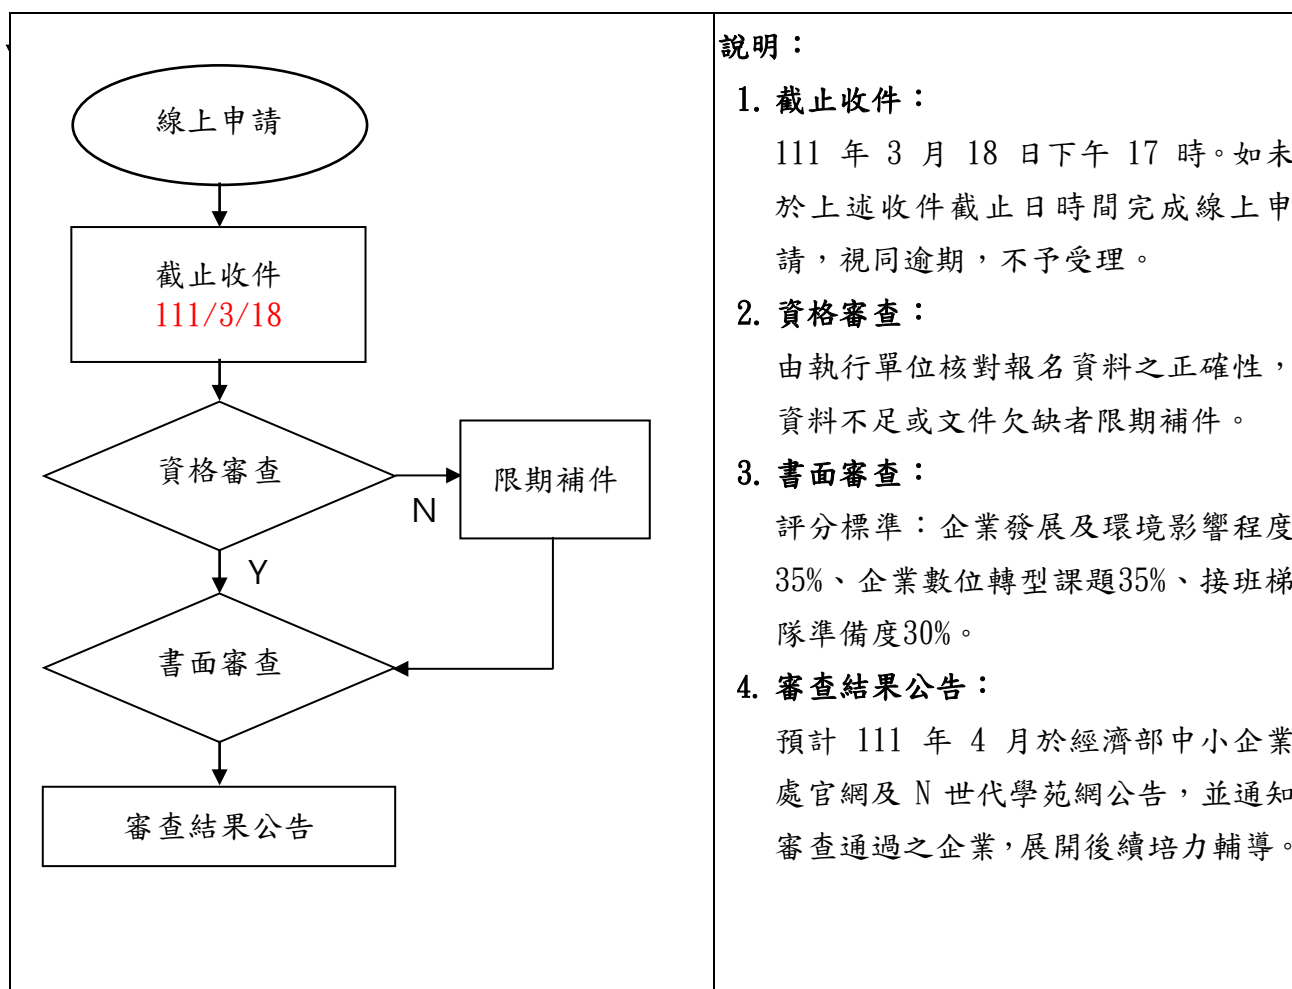 線上申請
截止收件
111/3/18
資格審查
N
限期補件
Y
書面審查
審查結果公告
說明：
1. 截止收件：
111 年 3 月 18 日下午 17 時。如未
於上述收件截止日時間完成線上申
請，視同逾期，不予受理。
2. 資格審查：
由執行單位核對報名資料之正確性，
資料不足或文件欠缺者限期補件。
3. 書面審查：
評分標準：企業發展及環境影響程度
35%、企業數位轉型課題35%、接班梯
隊準備度30%。
4. 審查結果公告：
預計 111 年 4 月於經濟部中小企業
處官網及 N 世代學苑網公告，並通知
審查通過之企業，展開後續培力輔導。